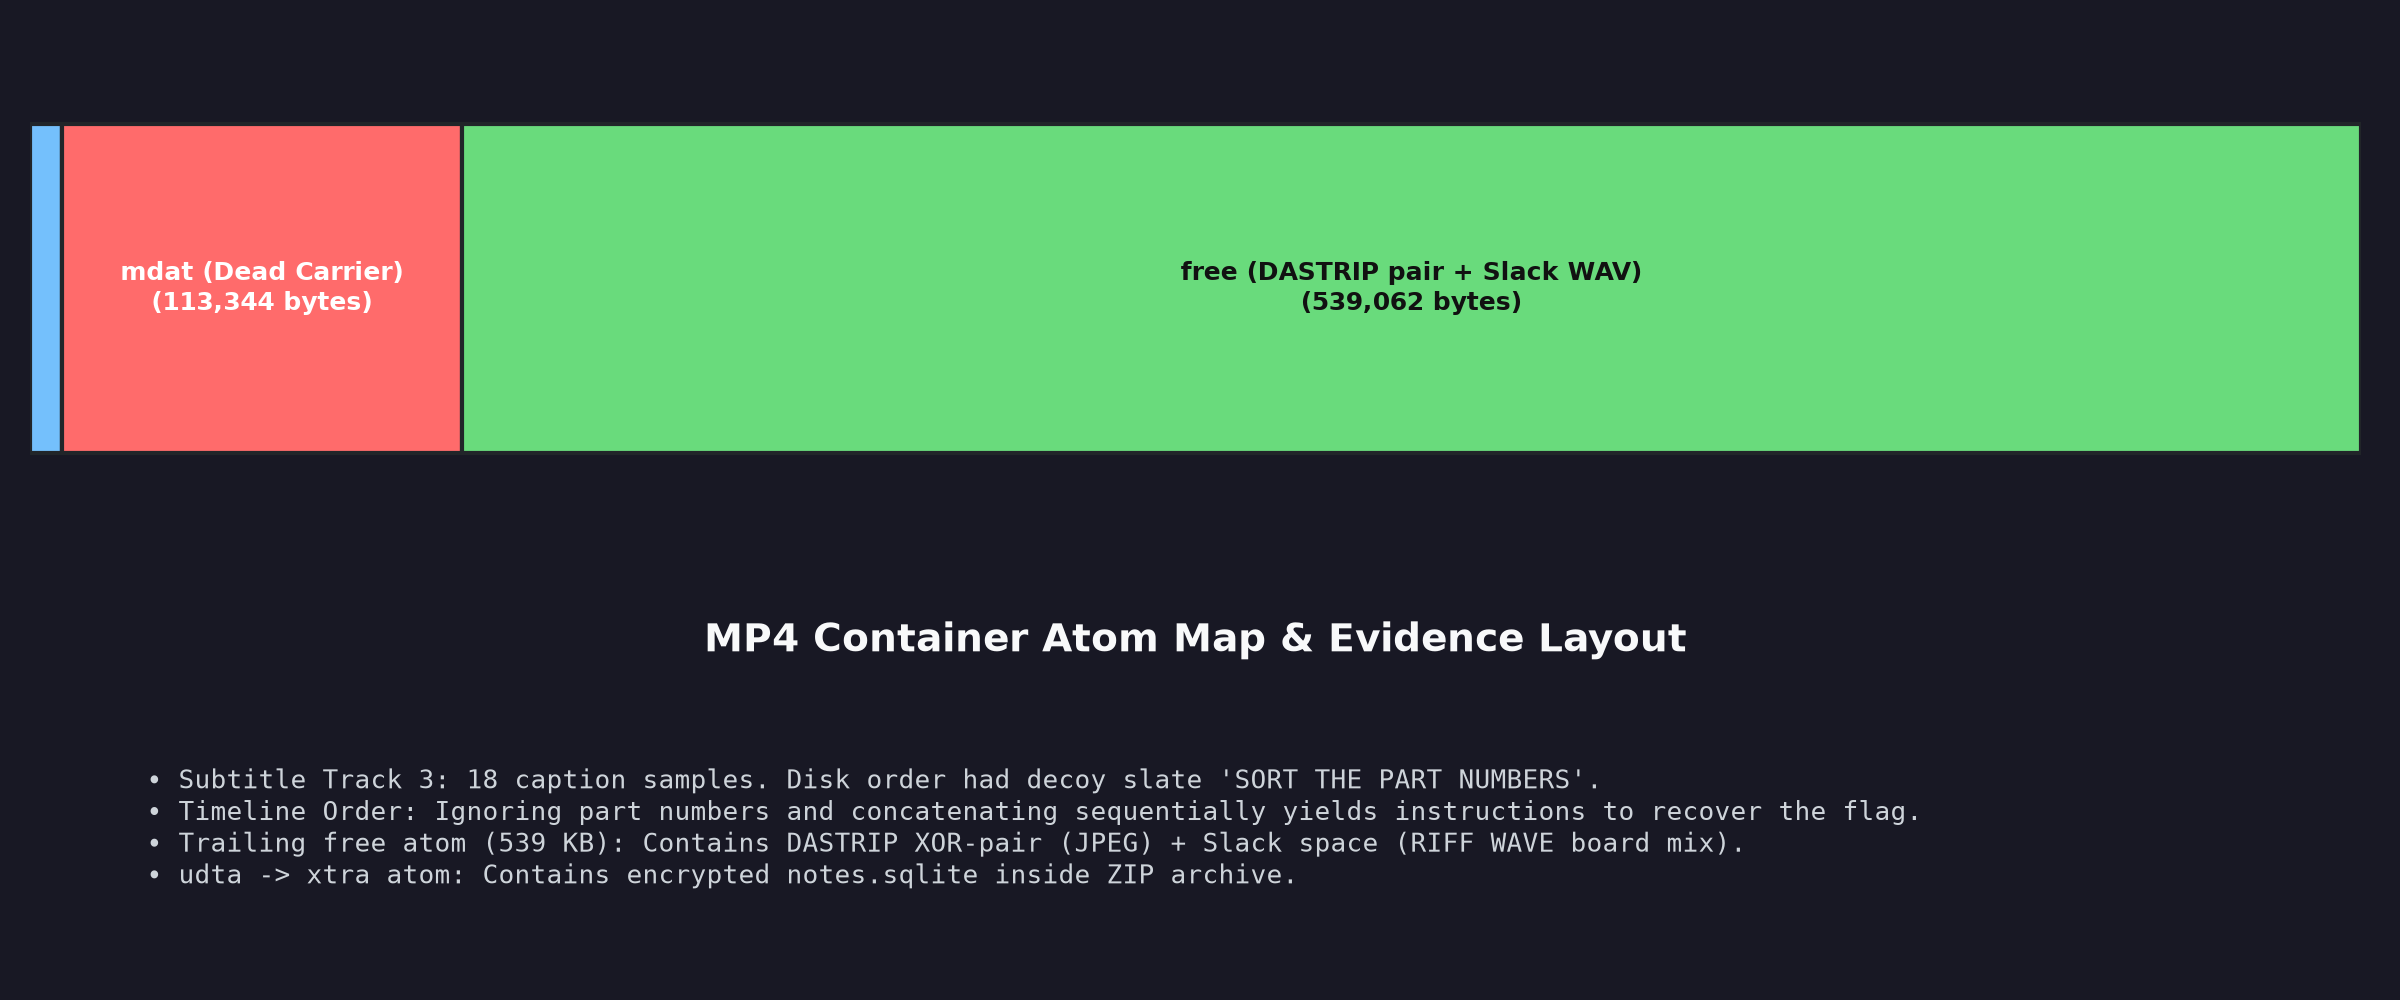 mdat (Dead Carrier)
(113,344 bytes)
free (DASTRIP pair + Slack WAV)
(539,062 bytes)
MP4 Container Atom Map & Evidence Layout
• Subtitle Track 3: 18 caption samples. Disk order had decoy slate 'SORT THE PART NUMBERS'.
• Timeline Order: Ignoring part numbers and concatenating sequentially yields instructions to recover the flag.
• Trailing free atom (539 KB): Contains DASTRIP XOR-pair (JPEG) + Slack space (RIFF WAVE board mix).
• udta -> xtra atom: Contains encrypted notes.sqlite inside ZIP archive.